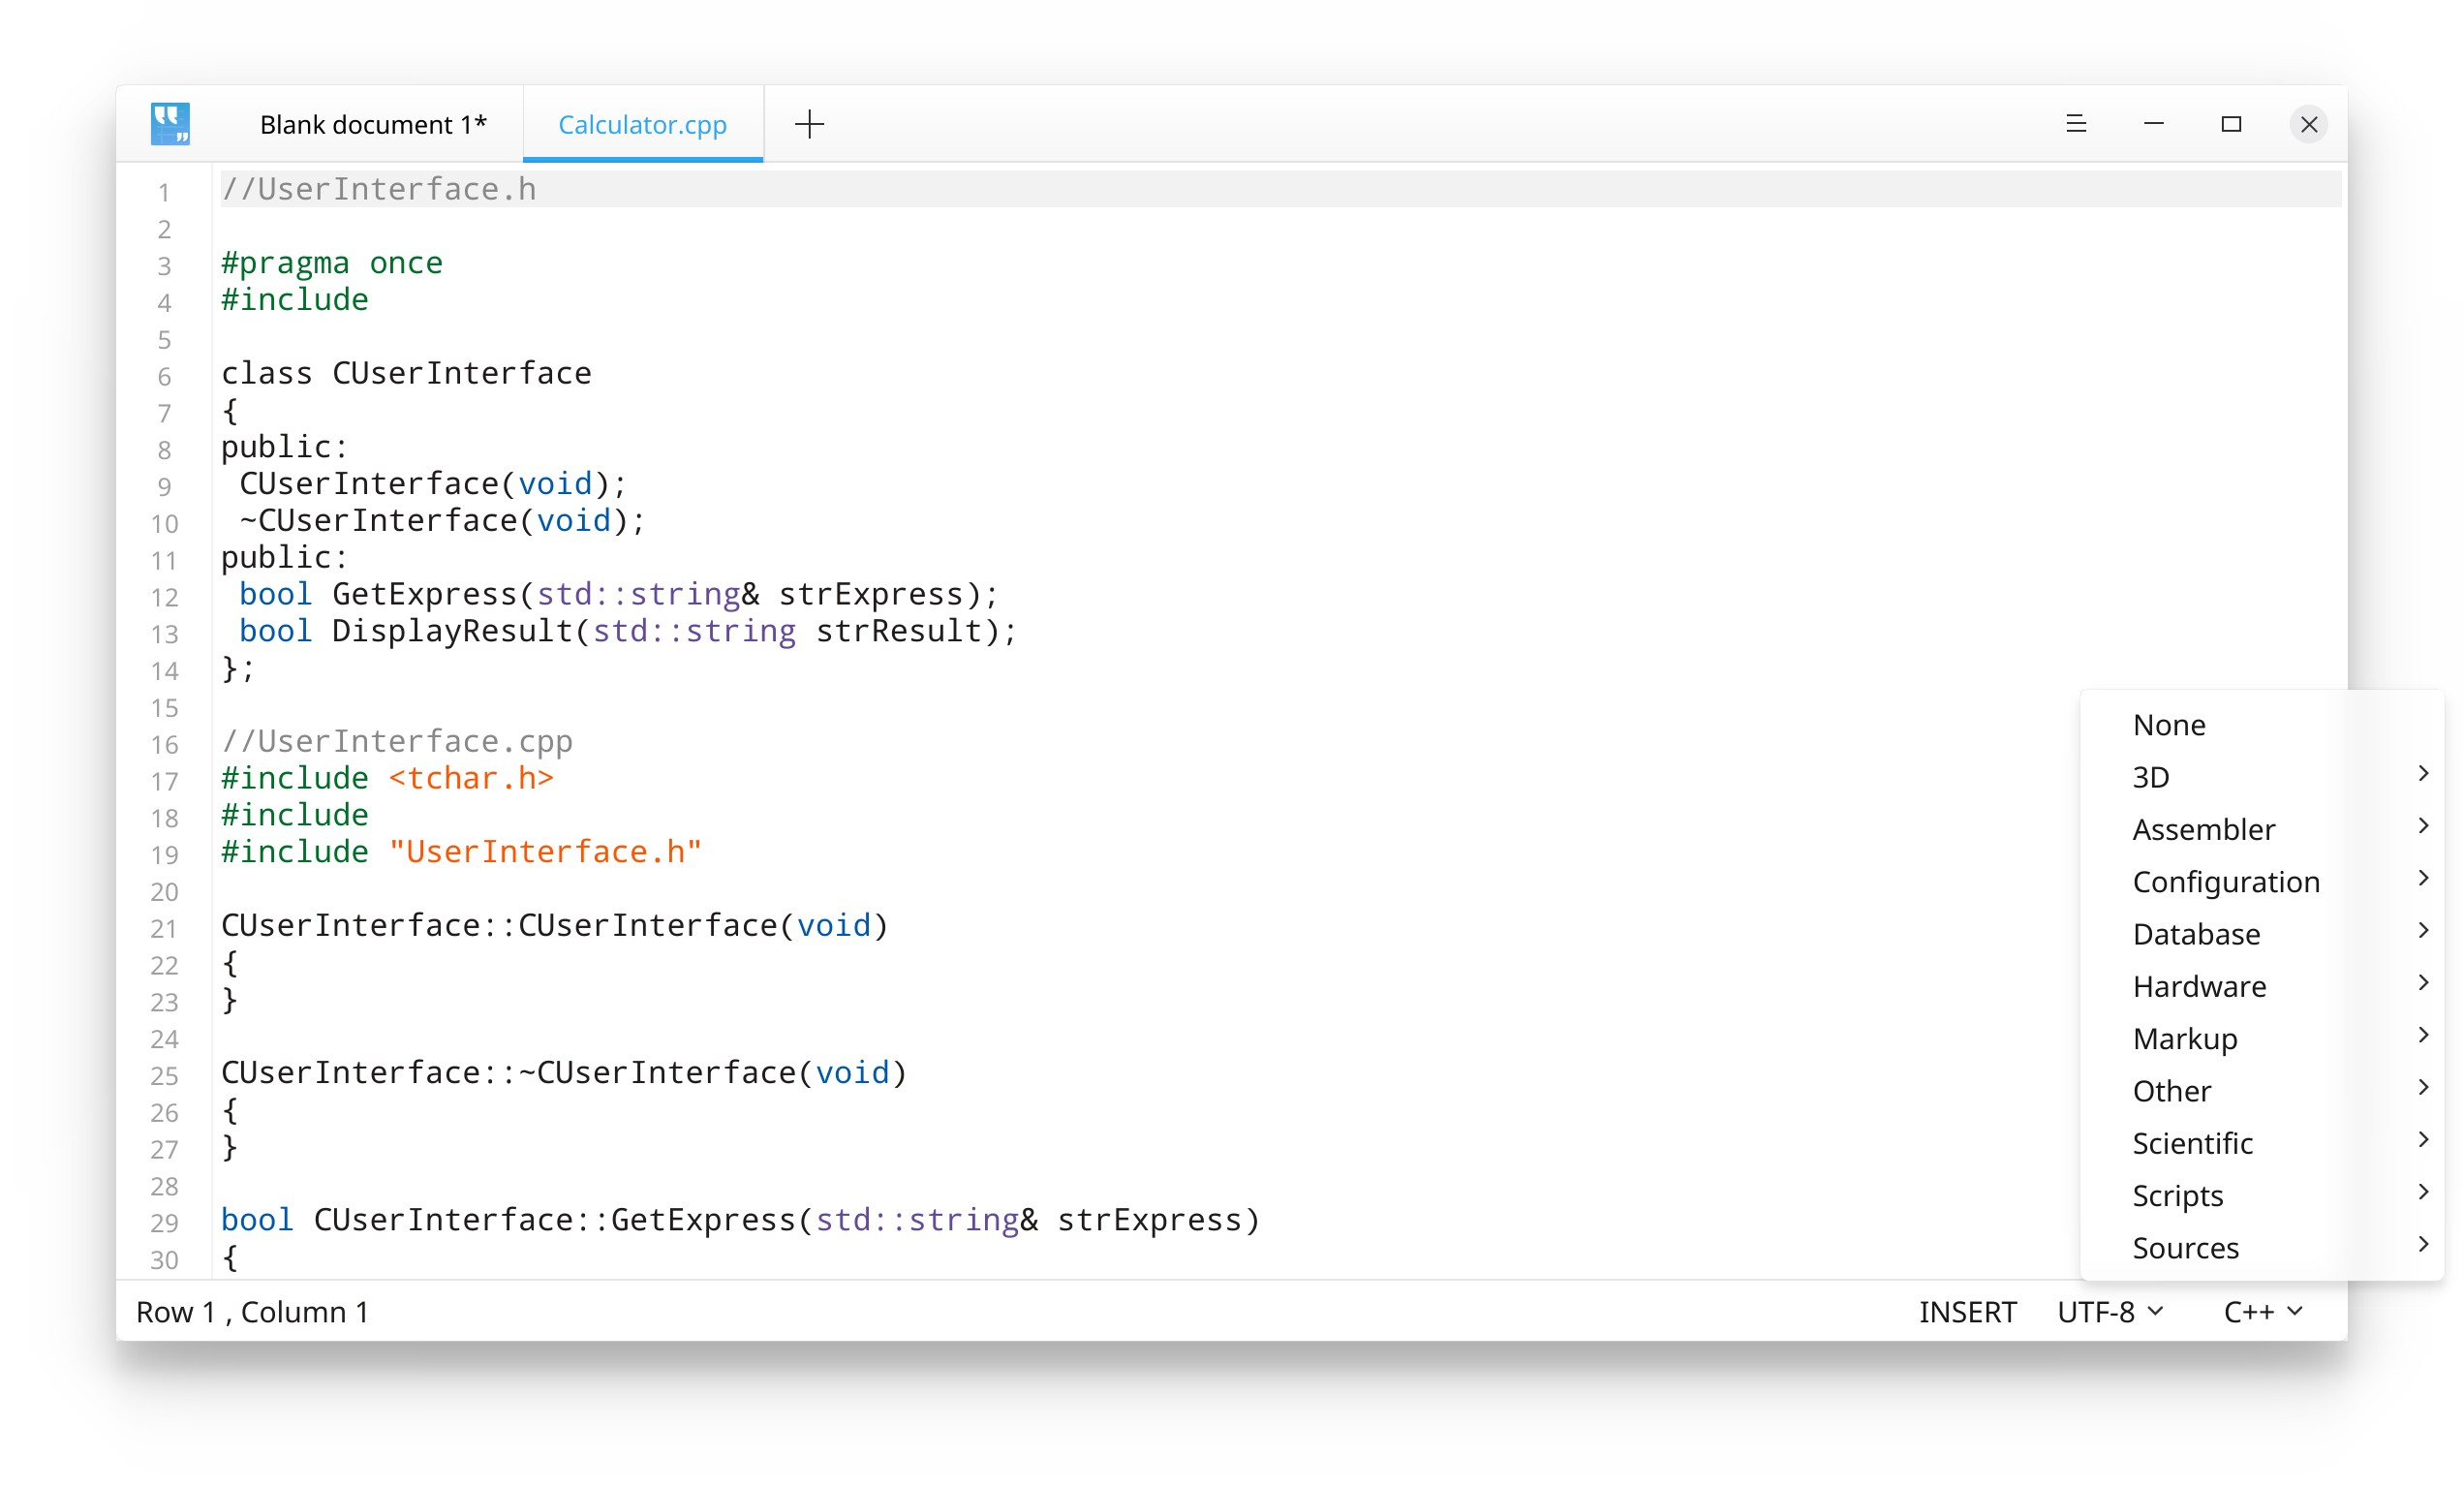 Blank document 1* Calculator.cpp
1 //UserInterface.h
2
3 #pragma once
4 #include
5
6 class CUserInterface
7 {
8 public:
9  CUserInterface(void);
10  ~CUserInterface(void);
11 public:
12  bool GetExpress(std::string& strExpress);
13  bool DisplayResult(std::string strResult);
14 };
15
16 //UserInterface.cpp
17 #include <tchar.h>
18 #include
19 #include "UserInterface.h"
20
21 CUserInterface::CUserInterface(void)
22 {
23 }
24
25 CUserInterface::~CUserInterface(void)
26 {
27 }
28
29 bool CUserInterface::GetExpress(std::string& strExpress)
30 {
None
3D
Assembler
Configuration
Database
Hardware
Markup
Other
Scientific
Scripts
Sources
Row 1 , Column 1 INSERT UTF-8 C++